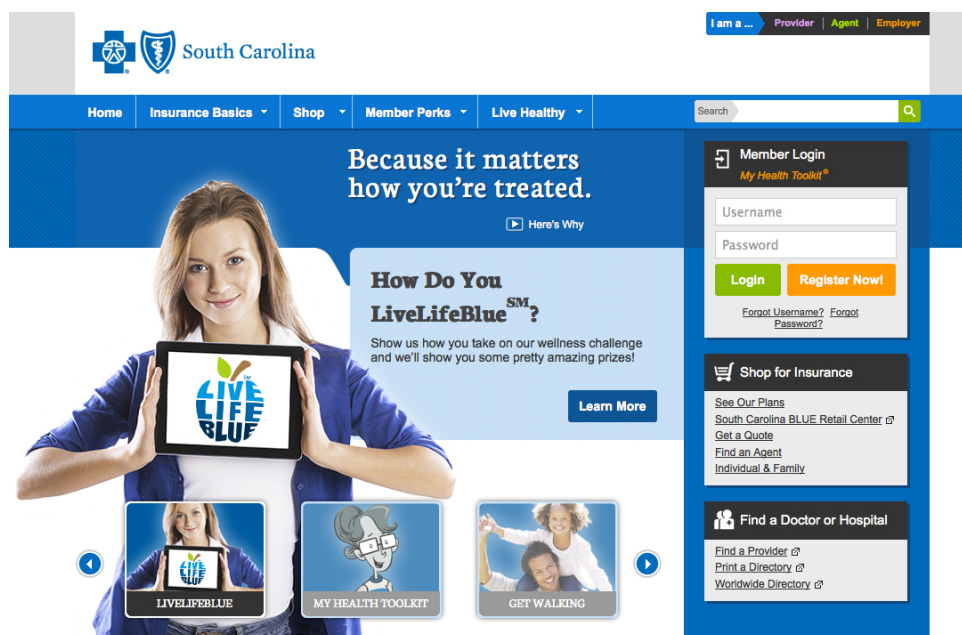 I am a ... Provider Agent Employer
South Carolina
Home Insurance Basics Shop Member Perks Live Healthy
Search
Because it matters
how you're treated.
Here's Why
How Do You
LiveLifeBlue℠?
Show us how you take on our wellness challenge
and we'll show you some pretty amazing prizes!
Learn More
LIVE
LIFE
BLUE
LIVE
LIFE
BLUE
LIVELIFEBLUE
MY HEALTH TOOLKIT
GET WALKING
Member Login
My Health Toolkit®
Username
Password
Login Register Now!
Forgot Username? Forgot
Password?
Shop for Insurance
See Our Plans
South Carolina BLUE Retail Center
Get a Quote
Find an Agent
Individual & Family
Find a Doctor or Hospital
Find a Provider
Print a Directory
Worldwide Directory